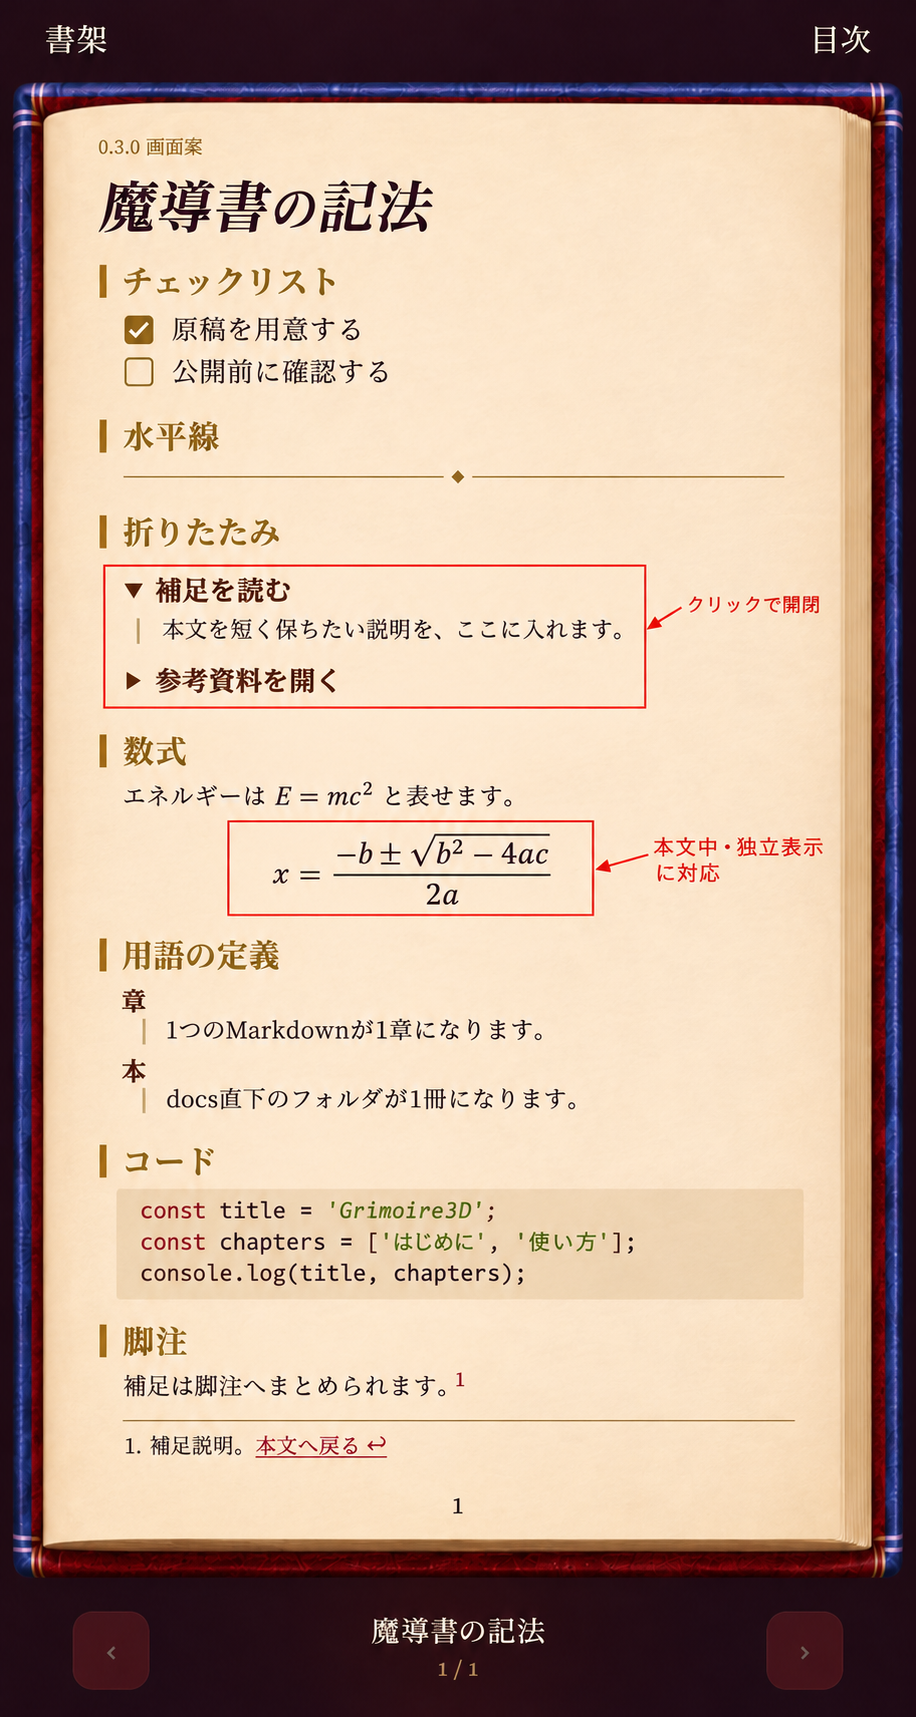 書架
目次
0.3.0 画面案
魔導書の記法
チェックリスト
原稿を用意する
公開前に確認する
水平線
折りたたみ
▼ 補足を読む
本文を短く保ちたい説明を、ここに入れます。
クリックで開閉
▶ 参考資料を開く
数式
エネルギーは E = mc² と表せます。
x = (−b ± √(b² − 4ac)) / 2a
本文中・独立表示
に対応
用語の定義
章
1つのMarkdownが1章になります。
本
docs直下のフォルダが1冊になります。
コード
const title = 'Grimoire3D';
const chapters = ['はじめに', '使い方'];
console.log(title, chapters);
脚注
補足は脚注へまとめられます。1
1. 補足説明。本文へ戻る ↩
1
‹
魔導書の記法
1 / 1
›